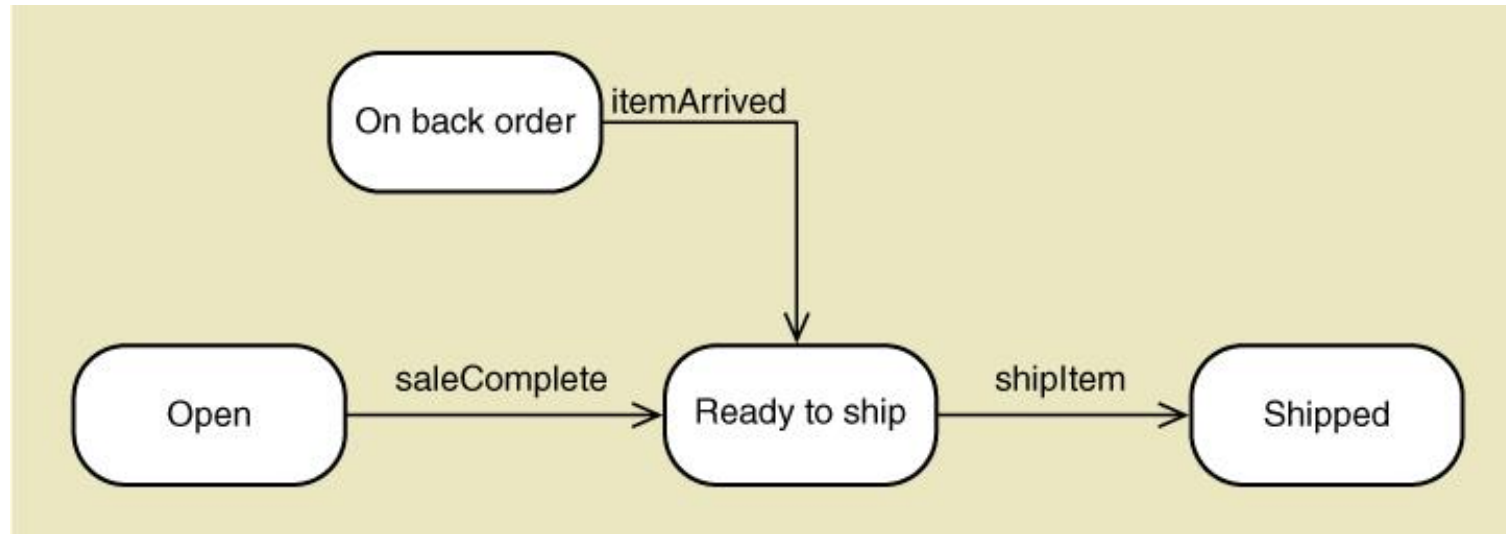 On back order
itemArrived
Open
saleComplete
Ready to ship
shipItem
Shipped